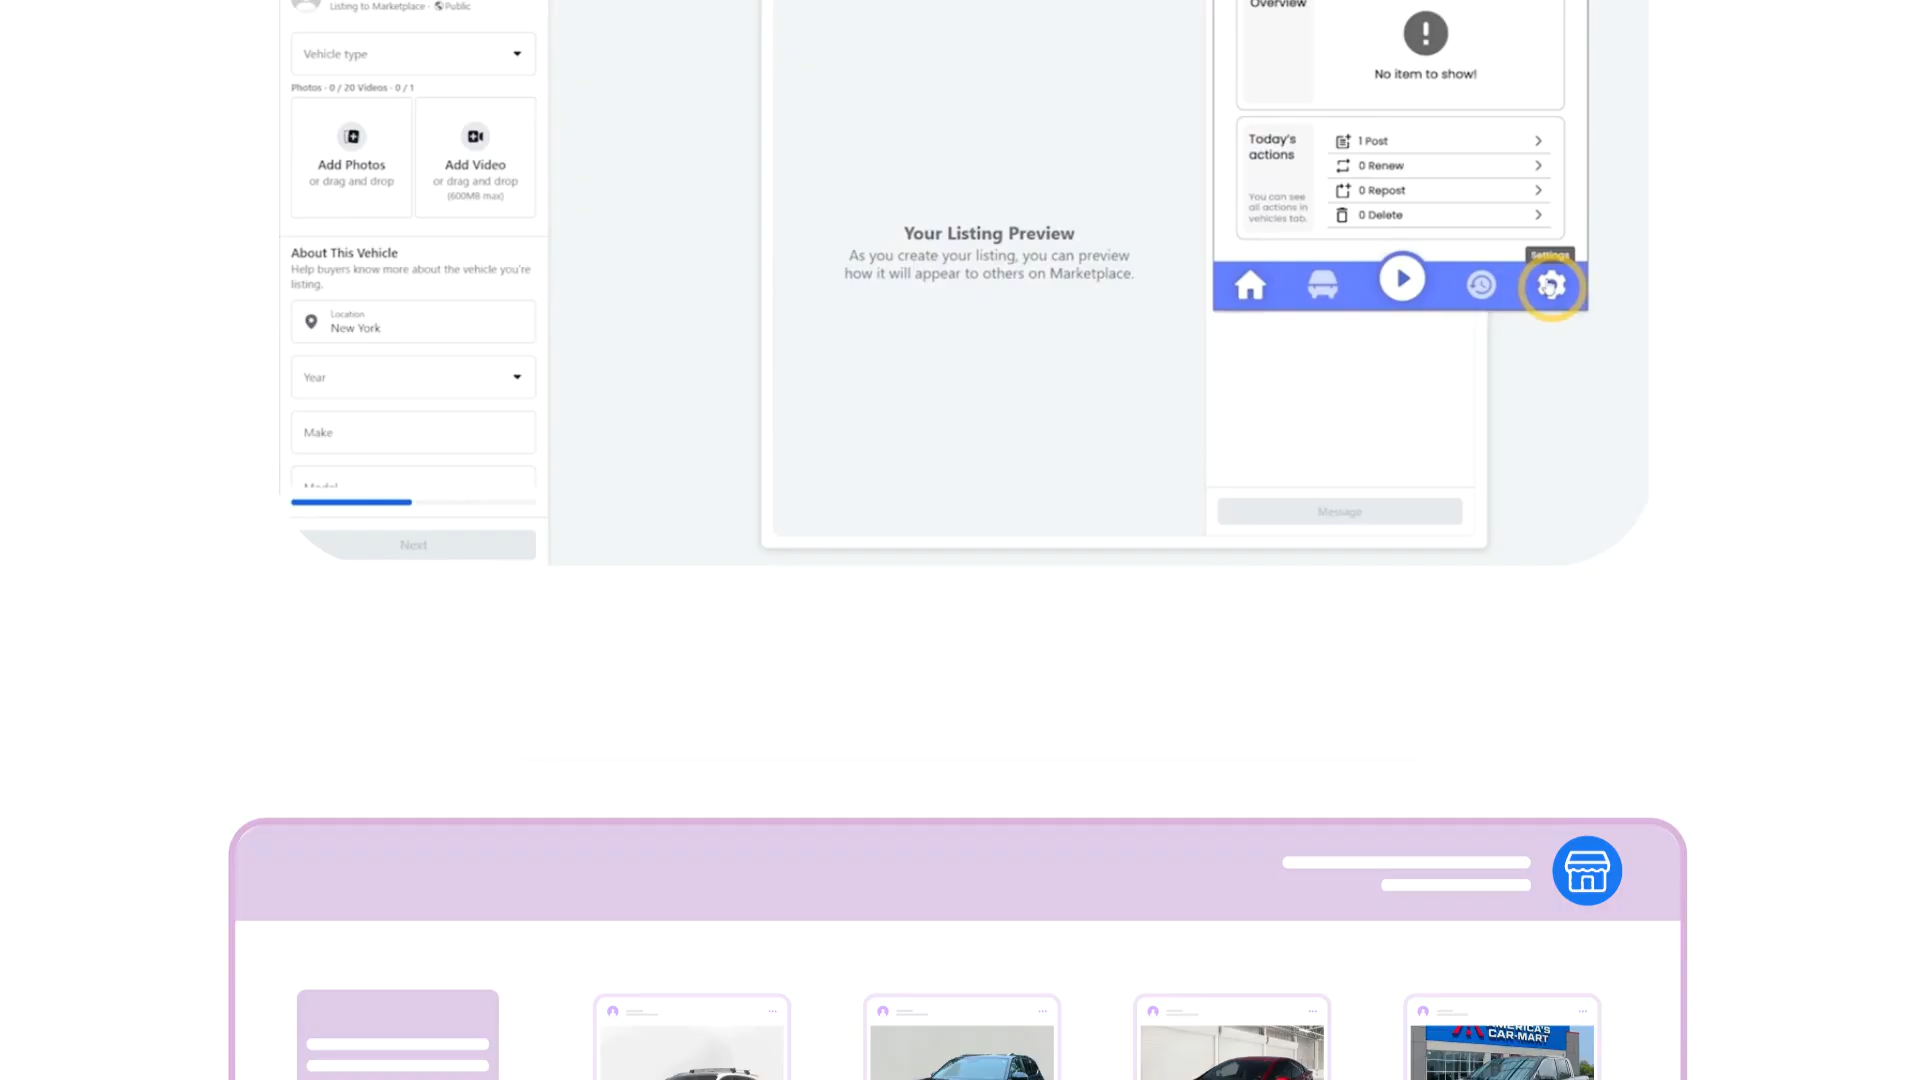 Listing to Marketplace · Public
Vehicle type
Photos · 0 / 20 Videos · 0 / 1
Add Photos
or drag and drop
Add Video
or drag and drop
(600MB max)
About This Vehicle
Help buyers know more about the vehicle you're
listing.
Location
New York
Year
Make
Model
Next
Your Listing Preview
As you create your listing, you can preview
how it will appear to others on Marketplace.
Overview
No item to show!
Today's
actions
You can see
all actions in
vehicles tab.
1 Post
0 Renew
0 Repost
0 Delete
Settings
Message
AMERICA'S
CAR-MART